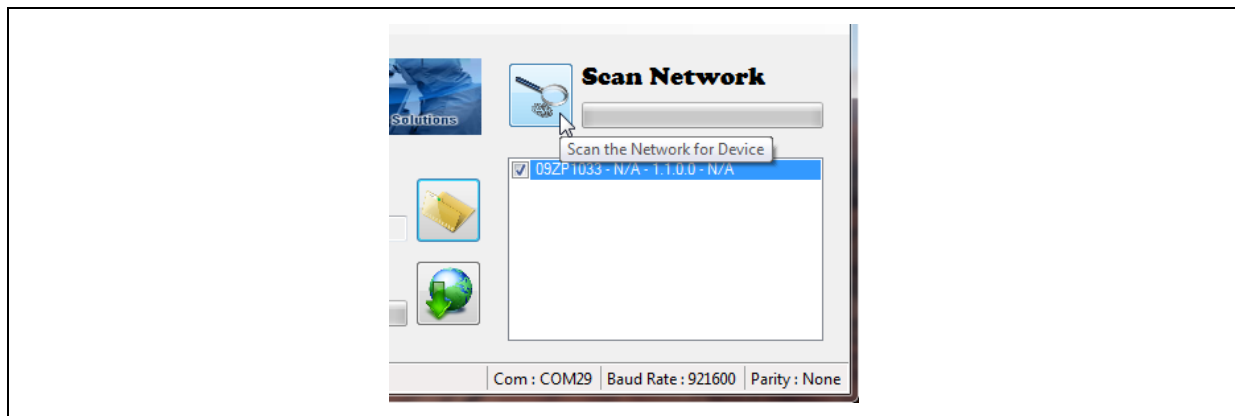 Scan Network
Solutions
Scan the Network for Device
09ZP1033 - N/A - 1.1.0.0 - N/A
Com : COM29 Baud Rate : 921600 Parity : None